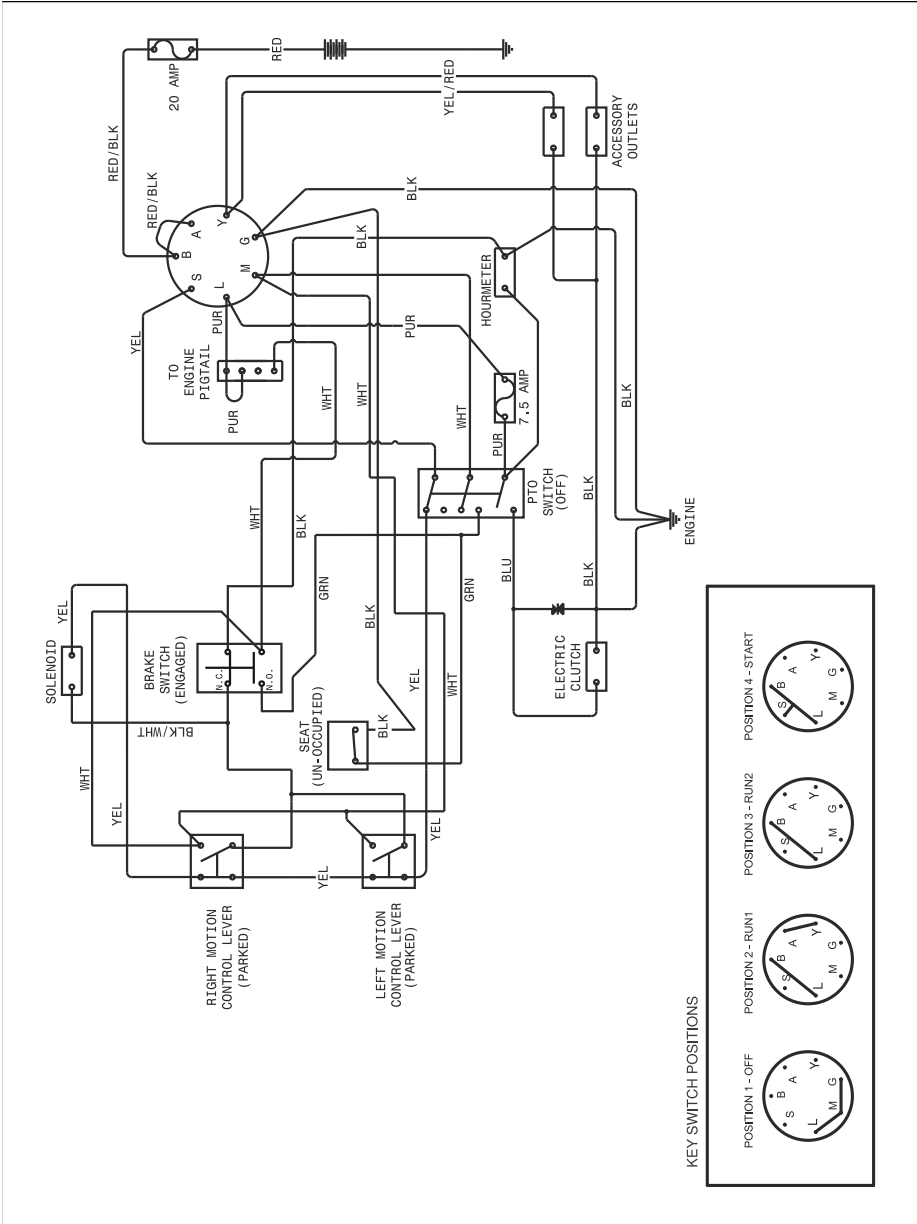 RED
20 AMP
RED/BLK
RED/BLK
YEL/RED
ACCESSORY
OUTLETS
BLK
BLK
B
A
Y
G
M
L
S
HOURMETER
YEL
PUR
TO
ENGINE
PIGTAIL
PUR
PUR
WHT
WHT
WHT
7.5 AMP
PUR
PTO
SWITCH
(OFF)
BLK
BLK
ENGINE
WHT
BLK
GRN
BLK
GRN
BLU
BLK
YEL
SOLENOID
BRAKE
SWITCH
(ENGAGED)
N.C.
N.O.
BLK/WHT
SEAT
(UN-OCCUPIED)
BLK
YEL
WHT
ELECTRIC
CLUTCH
WHT
YEL
YEL
YEL
RIGHT MOTION
CONTROL LEVER
(PARKED)
LEFT MOTION
CONTROL LEVER
(PARKED)
KEY SWITCH POSITIONS
POSITION 1 - OFF
S
B
A
Y
G
M
L
POSITION 2 - RUN1
S
B
A
Y
G
M
L
POSITION 3 - RUN2
S
B
A
Y
G
M
L
POSITION 4 - START
S
B
A
Y
G
M
L